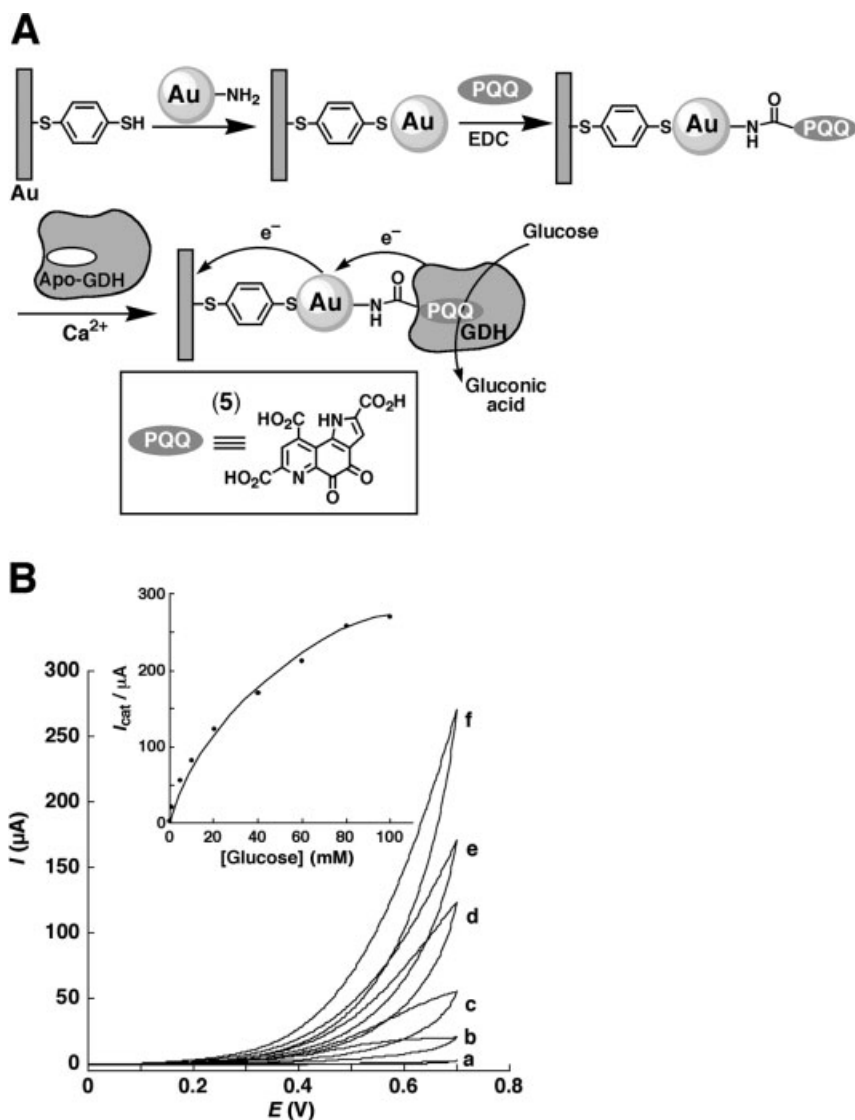 A
Au
NH2
S
SH
Au
S
S
Au
PQQ
EDC
S
S
Au
N
H
O
PQQ
Apo-GDH
Ca2+
e−
e−
Glucose
S
S
Au
N
H
O
PQQ
GDH
Gluconic
acid
(5)
PQQ
HO2C
HN
CO2H
HO2C
N
O
O
B
300
200
100
0
Icat / μA
0 20 40 60 80 100
[Glucose] (mM)
300
250
200
150
100
50
0
I (μA)
f
e
d
c
b
a
0 0.2 0.4 0.6 0.8
E (V)